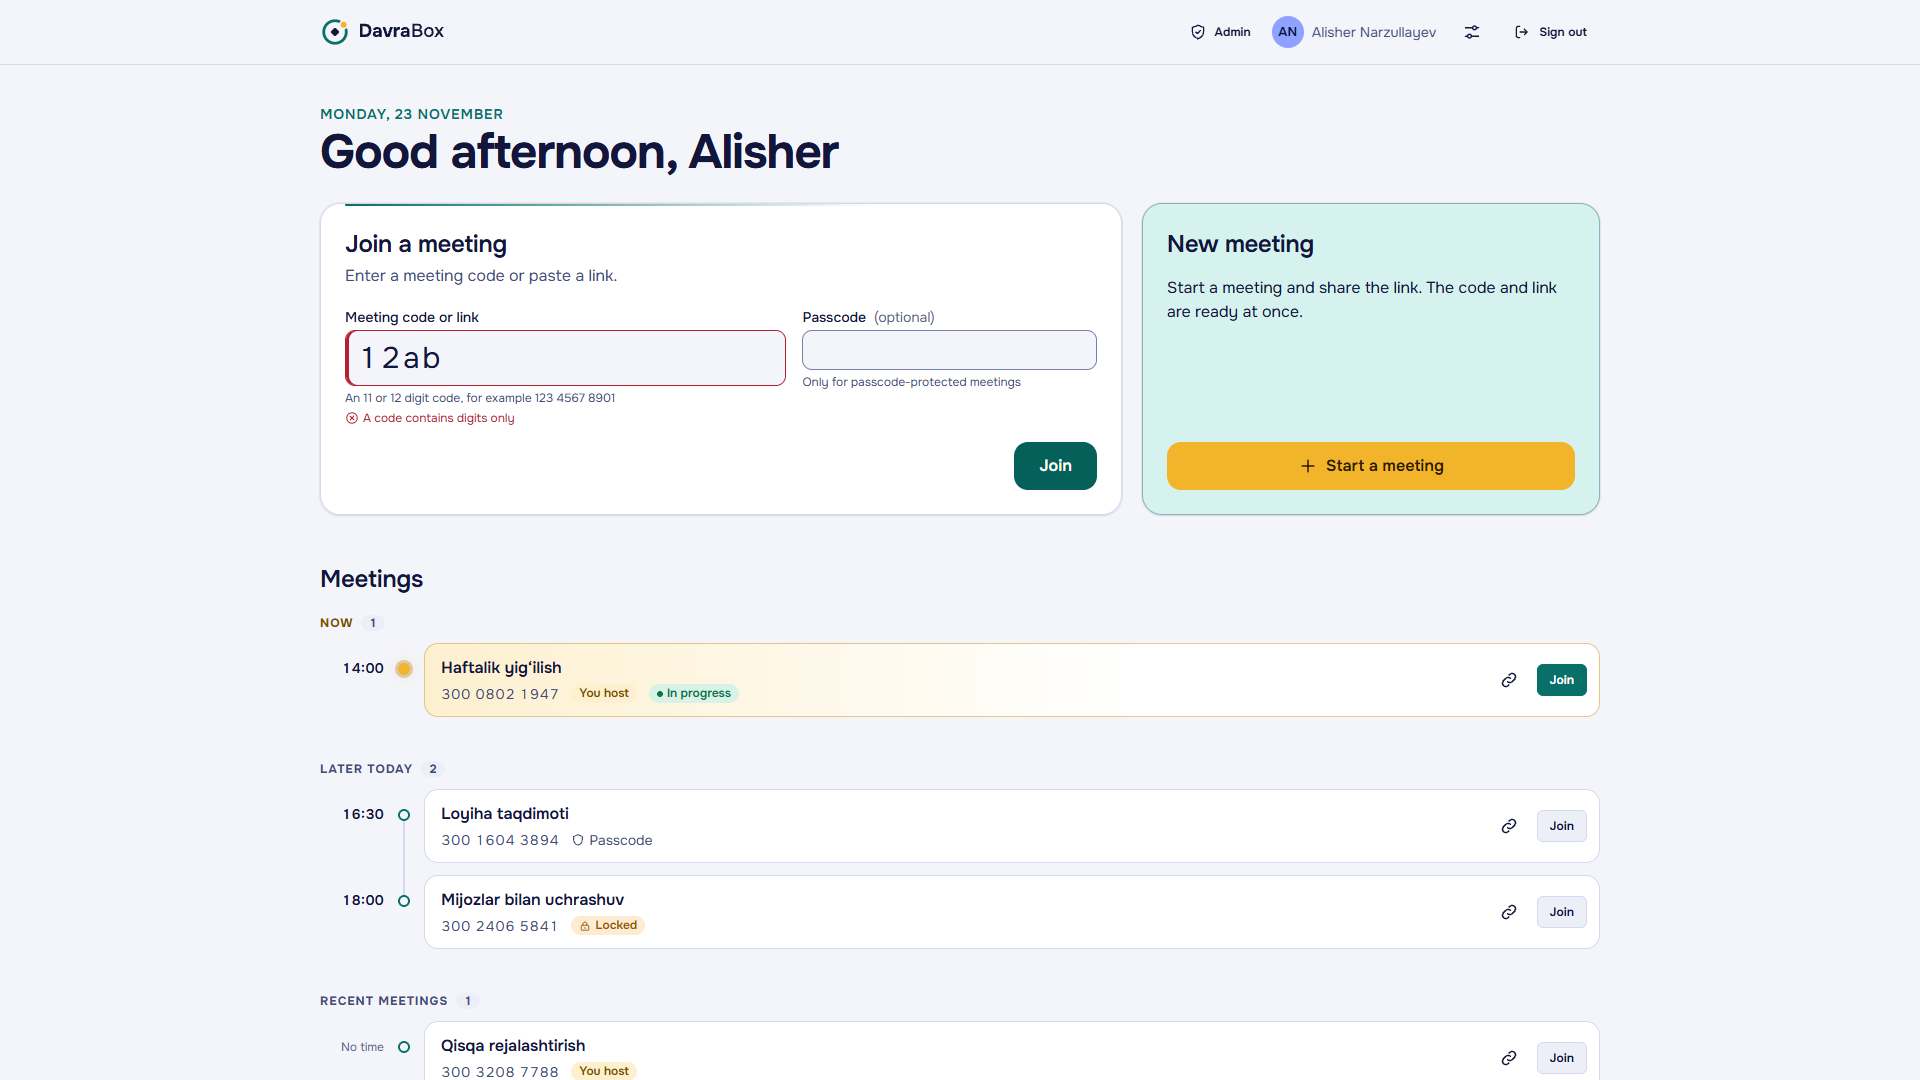 DavraBox
Admin
AN
Alisher Narzullayev
Sign out
MONDAY, 23 NOVEMBER
Good afternoon, Alisher
Join a meeting
Enter a meeting code or paste a link.
Meeting code or link
12ab
An 11 or 12 digit code, for example 123 4567 8901
A code contains digits only
Passcode (optional)
Only for passcode-protected meetings
Join
New meeting
Start a meeting and share the link. The code and link
are ready at once.
Start a meeting
Meetings
NOW 1
14:00
Haftalik yig‘ilish
300 0802 1947 You host In progress
Join
LATER TODAY 2
16:30
Loyiha taqdimoti
300 1604 3894 Passcode
Join
18:00
Mijozlar bilan uchrashuv
300 2406 5841 Locked
Join
RECENT MEETINGS 1
No time
Qisqa rejalashtirish
300 3208 7788 You host
Join